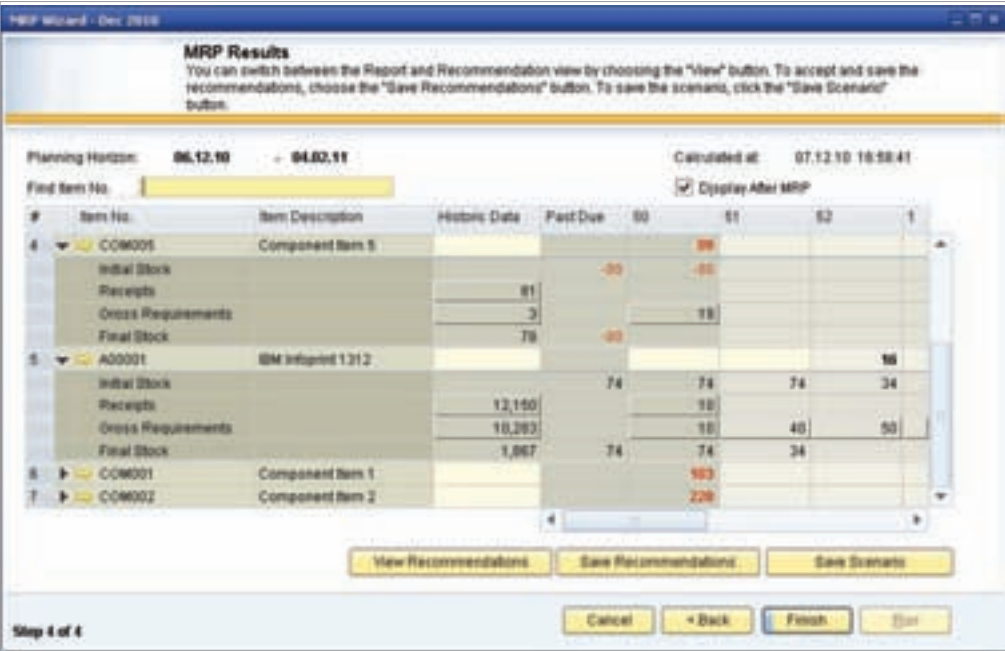 MRP Wizard - Dec 2010
MRP Results
You can switch between the Report and Recommendation view by choosing the "View" button. To accept and save the
recommendations, choose the "Save Recommendations" button. To save the scenario, click the "Save Scenario"
button.
Planning Horizon: 06.12.10 - 04.02.11 Calculated at: 07.12.10 16:58:41
Find Item No. Display After MRP
# Item No. Item Description Historic Data Past Due 50 51 52 1
4 COM005 Component Item 5
Initial Stock
Receipts 81
Gross Requirements 3 19
Final Stock 78
5 A00001 IBM Infoprint 1312 16
Initial Stock 74 74 74 34
Receipts 12,150 10
Gross Requirements 10,283 10 40 50
Final Stock 1,867 74 74 34
6 COM001 Component Item 1 103
7 COM002 Component Item 2 220
View Recommendations Save Recommendations Save Scenario
Step 4 of 4 Cancel < Back Finish Run